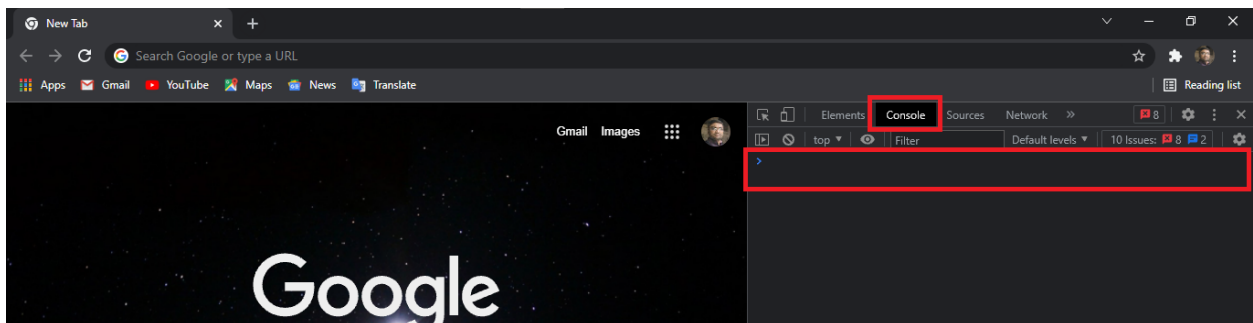 New Tab
Search Google or type a URL
Apps Gmail YouTube Maps News Translate Reading list
Elements Console Sources Network » 8
Gmail Images
top Filter Default levels 10 Issues: 8 2
Google